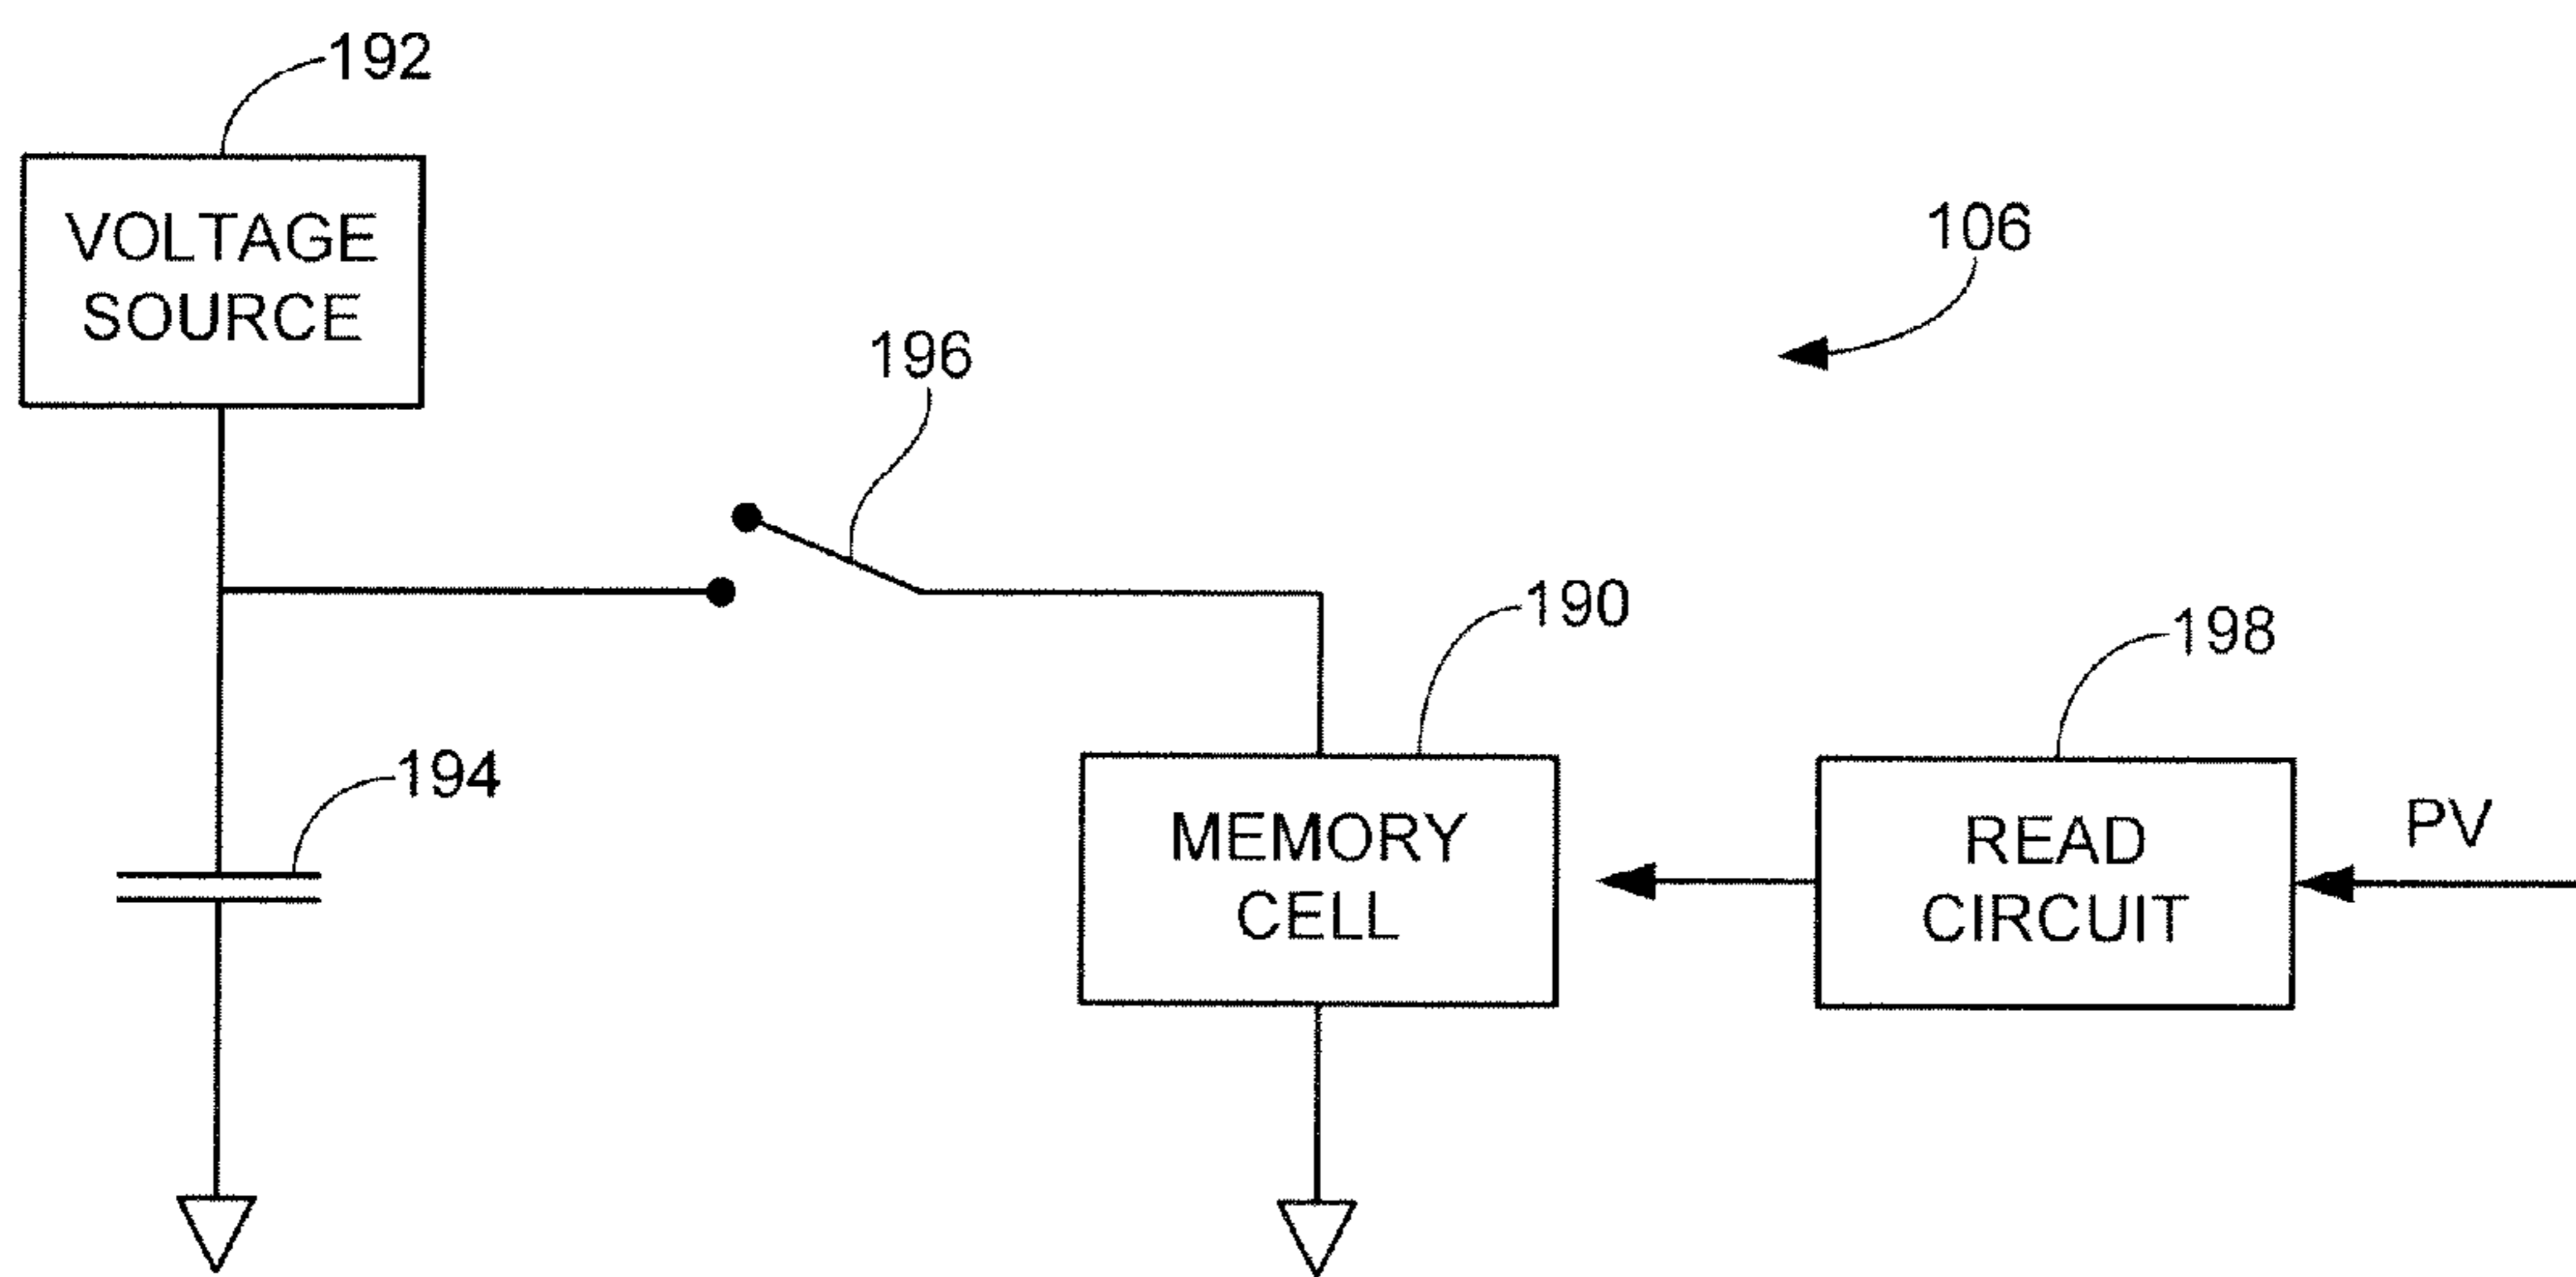 192
VOLTAGE
SOURCE
106
196
190
198
194
MEMORY
CELL
READ
CIRCUIT
PV